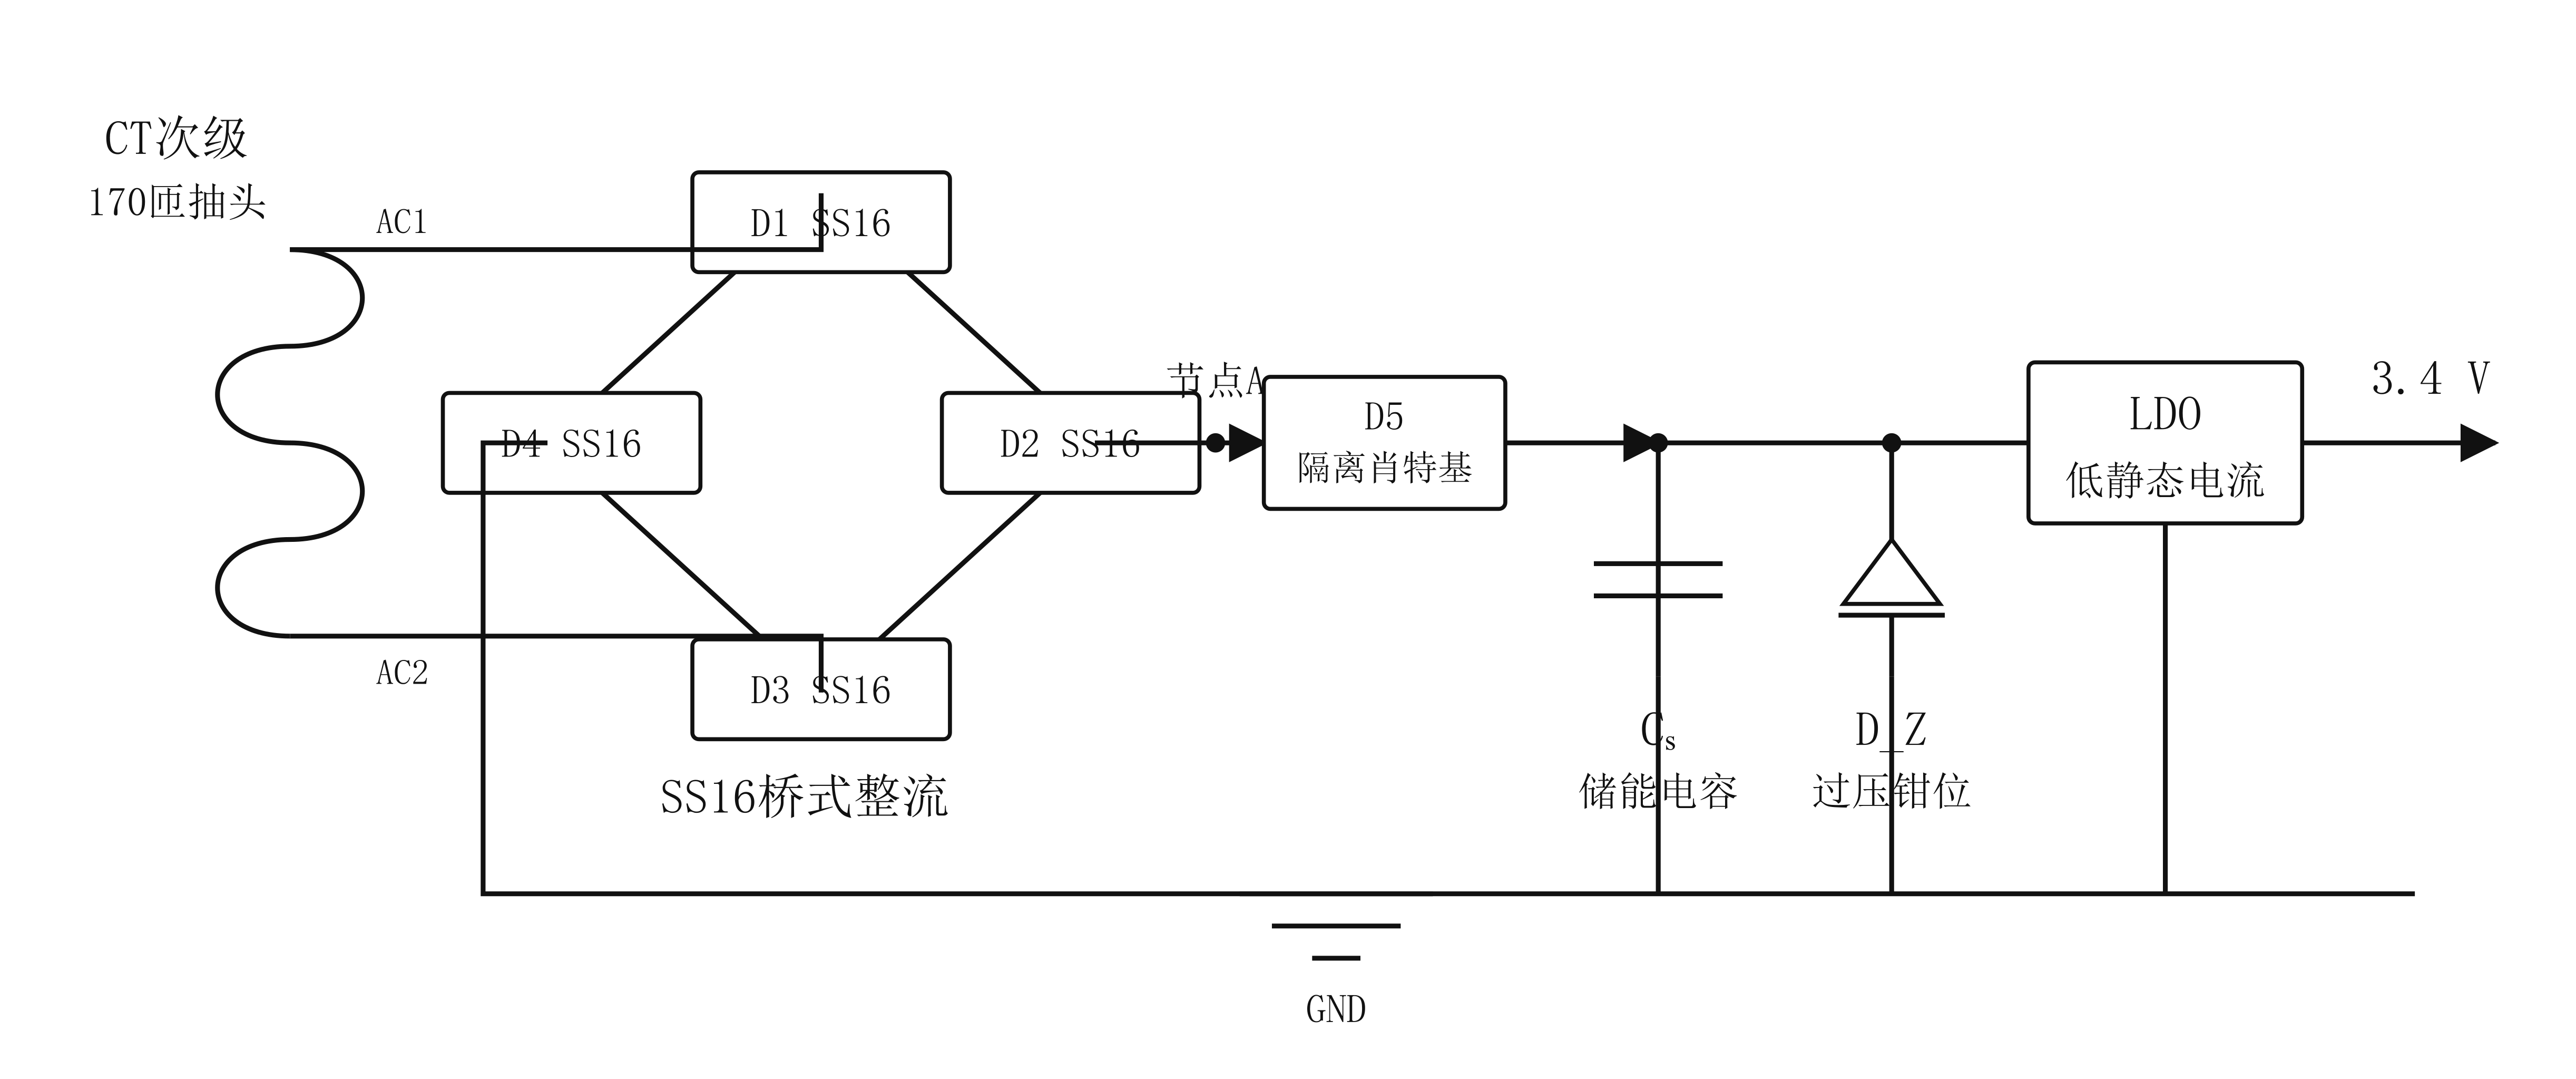 CT次级
170匝抽头
AC1
D1 SS16
D4 SS16
D2 SS16
节点A
D5
隔离肖特基
LDO
低静态电流
3.4 V
AC2
D3 SS16
SS16桥式整流
Cs
储能电容
D_Z
过压钳位
GND